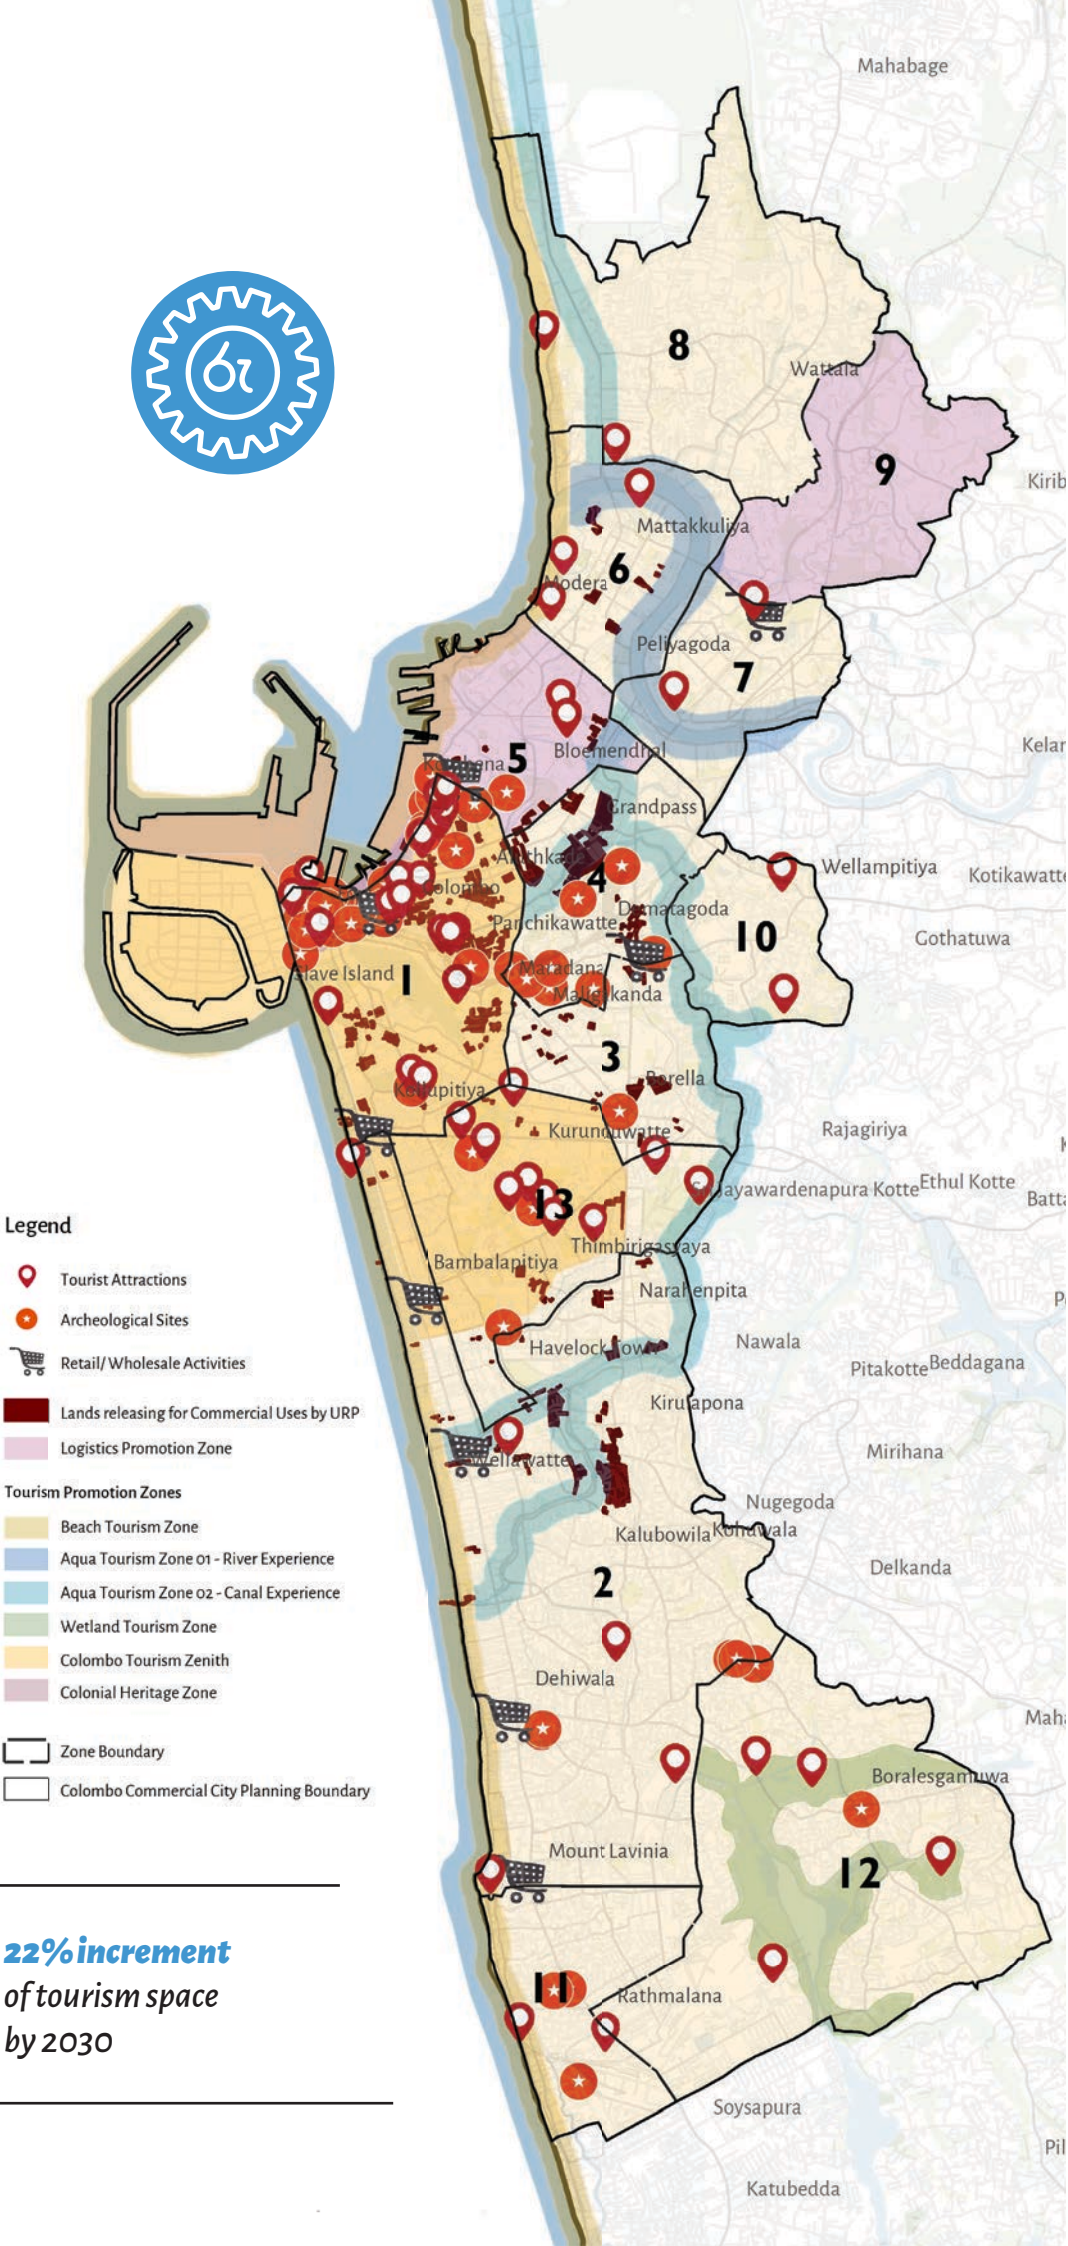 Mahabage
8
Wattala
9
Kirib
Mattakkuliya
6
Modera
Peliyagoda
7
5
Bloemendhal
Kelar
Grandpass
Wellampitiya
Kotikawatte
4
Colombo
Panchikawatte
Dematagoda
10
Gothatuwa
Slave Island
1
Maradana
Maligakanda
3
Borella
Kollupitiya
Kurunduwatte
Rajagiriya
K
Sri Jayawardenapura Kotte
Ethul Kotte
Batta
13
Thimbirigasyaya
Bambalapitiya
Narahenpita
P
Havelock Town
Nawala
Pitakotte
Beddagana
Kirulapona
Mirihana
Wellawatte
Nugegoda
Kalubowila
Kohuwala
Delkanda
2
Dehiwala
Maha
Boralesgamuwa
Mount Lavinia
12
11
Rathmalana
Soysapura
Pil
Katubedda
Legend
Tourist Attractions
Archeological Sites
Retail/ Wholesale Activities
Lands releasing for Commercial Uses by URP
Logistics Promotion Zone
Tourism Promotion Zones
Beach Tourism Zone
Aqua Tourism Zone 01 - River Experience
Aqua Tourism Zone 02 - Canal Experience
Wetland Tourism Zone
Colombo Tourism Zenith
Colonial Heritage Zone
Zone Boundary
Colombo Commercial City Planning Boundary
22% increment
of tourism space
by 2030